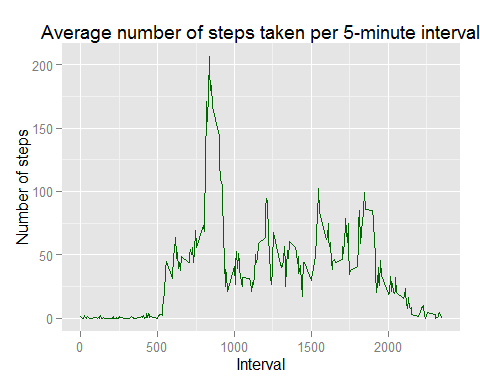 Average number of steps taken per 5-minute interval
Number of steps
200
150
100
50
0
0 500 1000 1500 2000
Interval